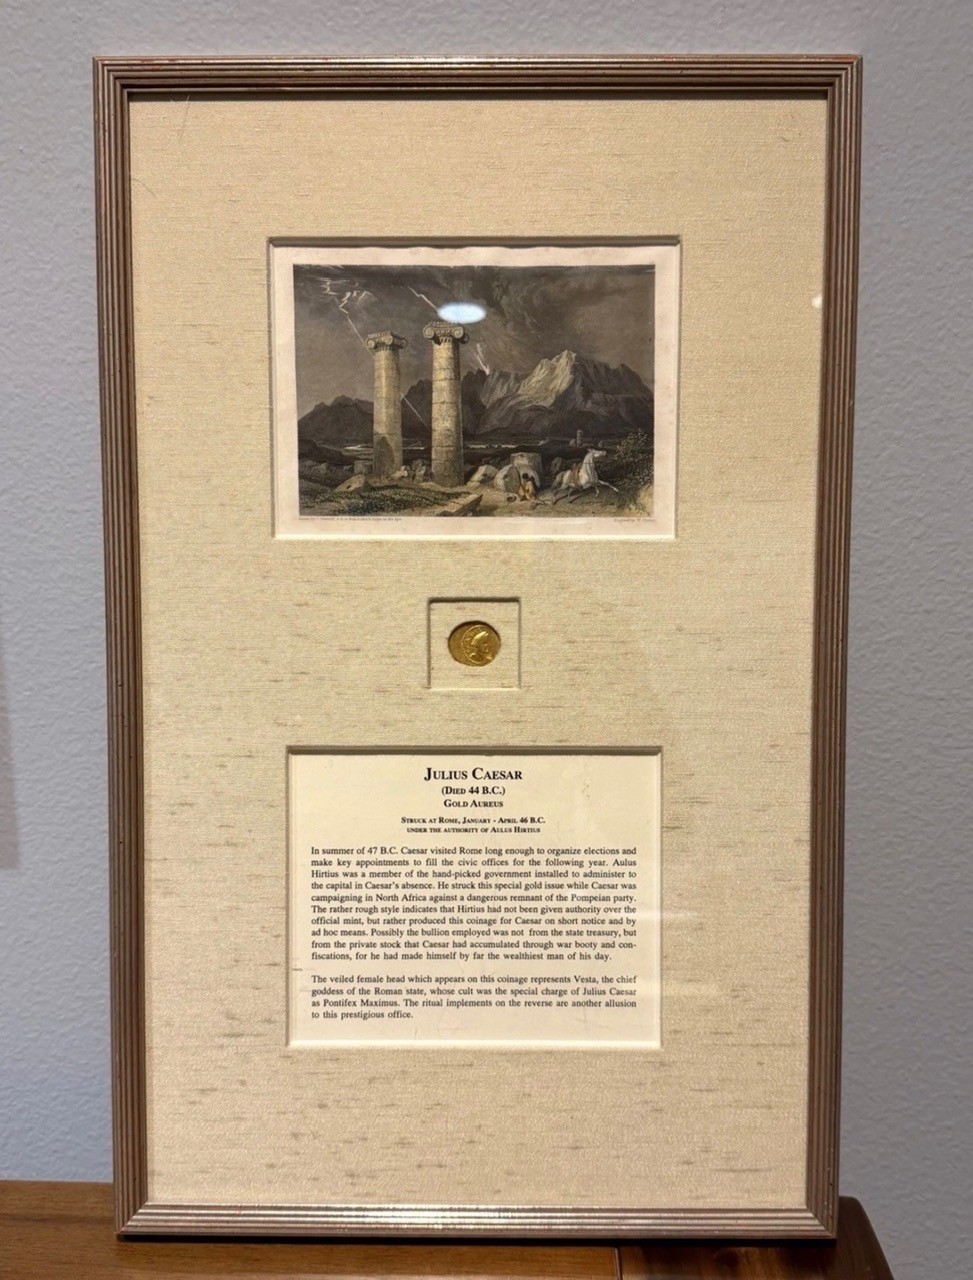 JULIUS CAESAR
(DIED 44 B.C.)
GOLD AUREUS
STRUCK AT ROME, JANUARY - APRIL 46 B.C.
UNDER THE AUTHORITY OF AULUS HIRTIUS
In summer of 47 B.C. Caesar visited Rome long enough to organize elections and
make key appointments to fill the civic offices for the following year. Aulus
Hirtius was a member of the hand-picked government installed to administer to
the capital in Caesar's absence. He struck this special gold issue while Caesar was
campaigning in North Africa against a dangerous remnant of the Pompeian party.
The rather rough style indicates that Hirtius had not been given authority over the
official mint, but rather produced this coinage for Caesar on short notice and by
ad hoc means. Possibly the bullion employed was not from the state treasury, but
from the private stock that Caesar had accumulated through war booty and con-
fiscations, for he had made himself by far the wealthiest man of his day.
The veiled female head which appears on this coinage represents Vesta, the chief
goddess of the Roman state, whose cult was the special charge of Julius Caesar
as Pontifex Maximus. The ritual implements on the reverse are another allusion
to this prestigious office.